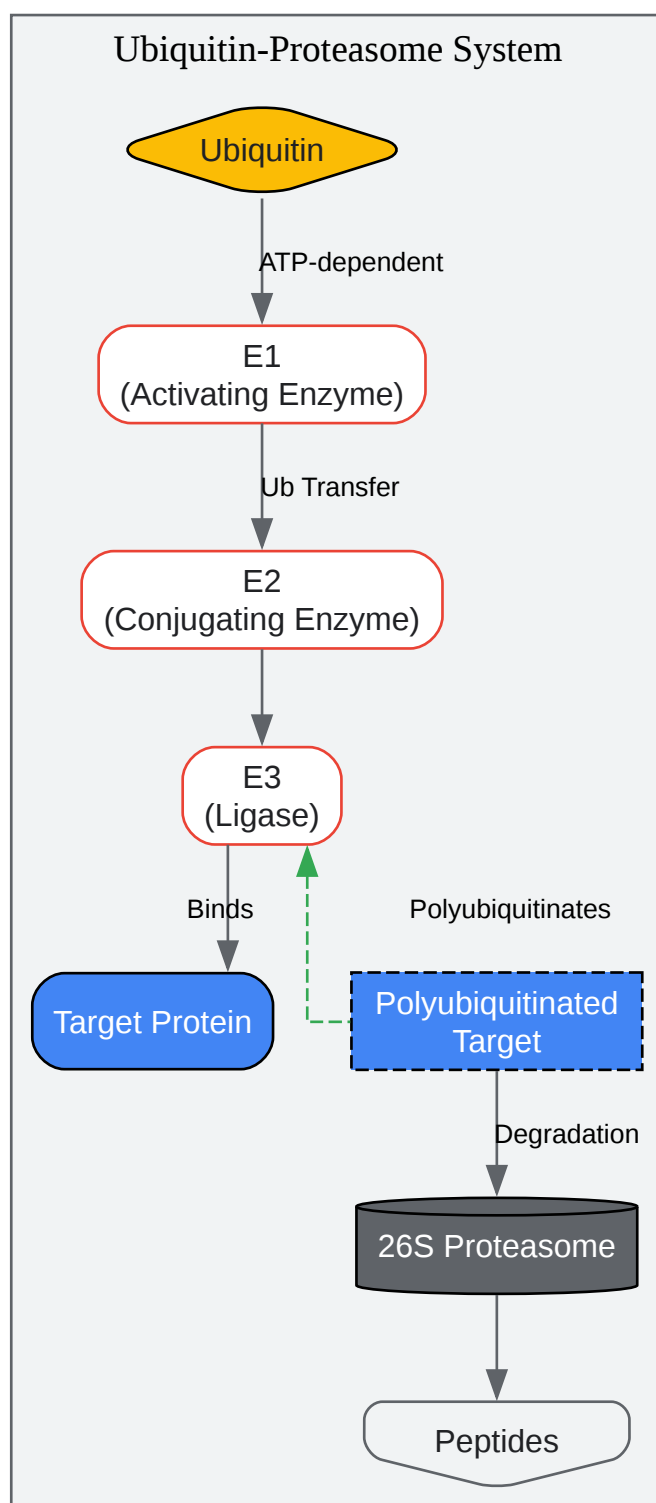 Ubiquitin-Proteasome System
Ubiquitin
ATP-dependent
E1
(Activating Enzyme)
Ub Transfer
E2
(Conjugating Enzyme)
E3
(Ligase)
Binds
Polyubiquitinates
Target Protein
Polyubiquitinated
Target
Degradation
26S Proteasome
Peptides